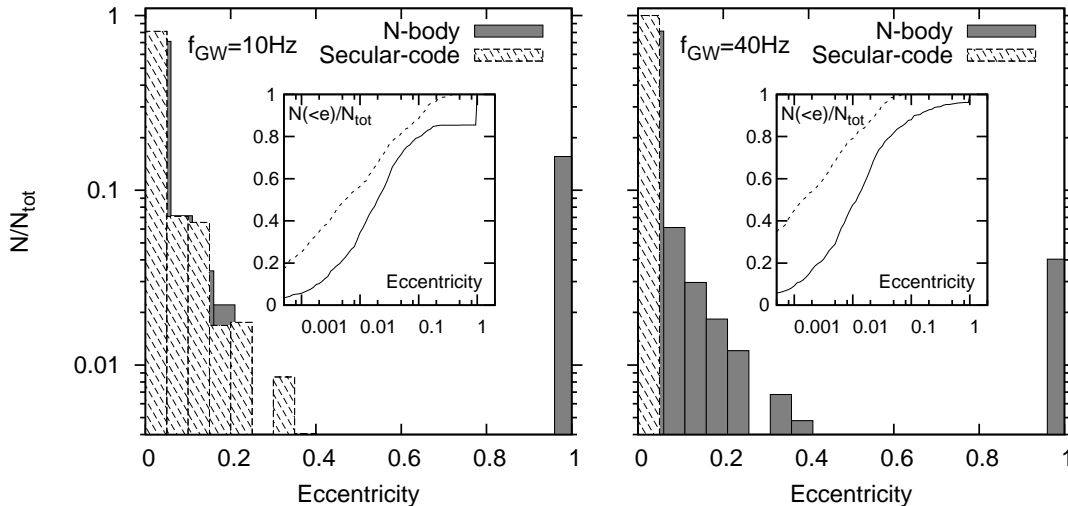 N/N_tot
1
0.1
0.01
f_GW=10Hz
N-body
Secular-code
N(<e)/N_tot
1
0.8
0.6
0.4
0.2
0
Eccentricity
0.001 0.01 0.1 1
0 0.2 0.4 0.6 0.8 1
Eccentricity
f_GW=40Hz
N-body
Secular-code
N(<e)/N_tot
1
0.8
0.6
0.4
0.2
0
Eccentricity
0.001 0.01 0.1 1
0 0.2 0.4 0.6 0.8 1
Eccentricity